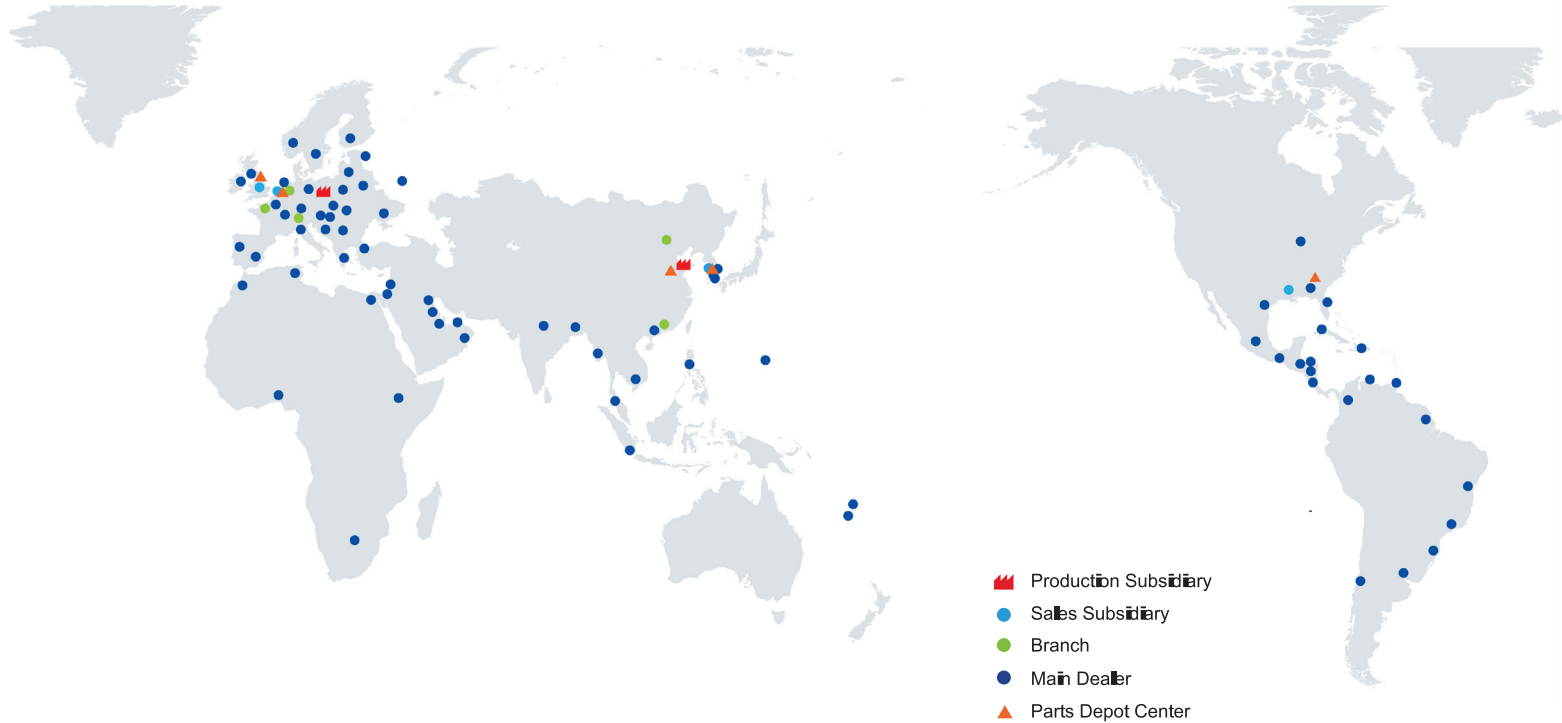 Production Subsidiary
Sales Subsidiary
Branch
Main Dealer
Parts Depot Center